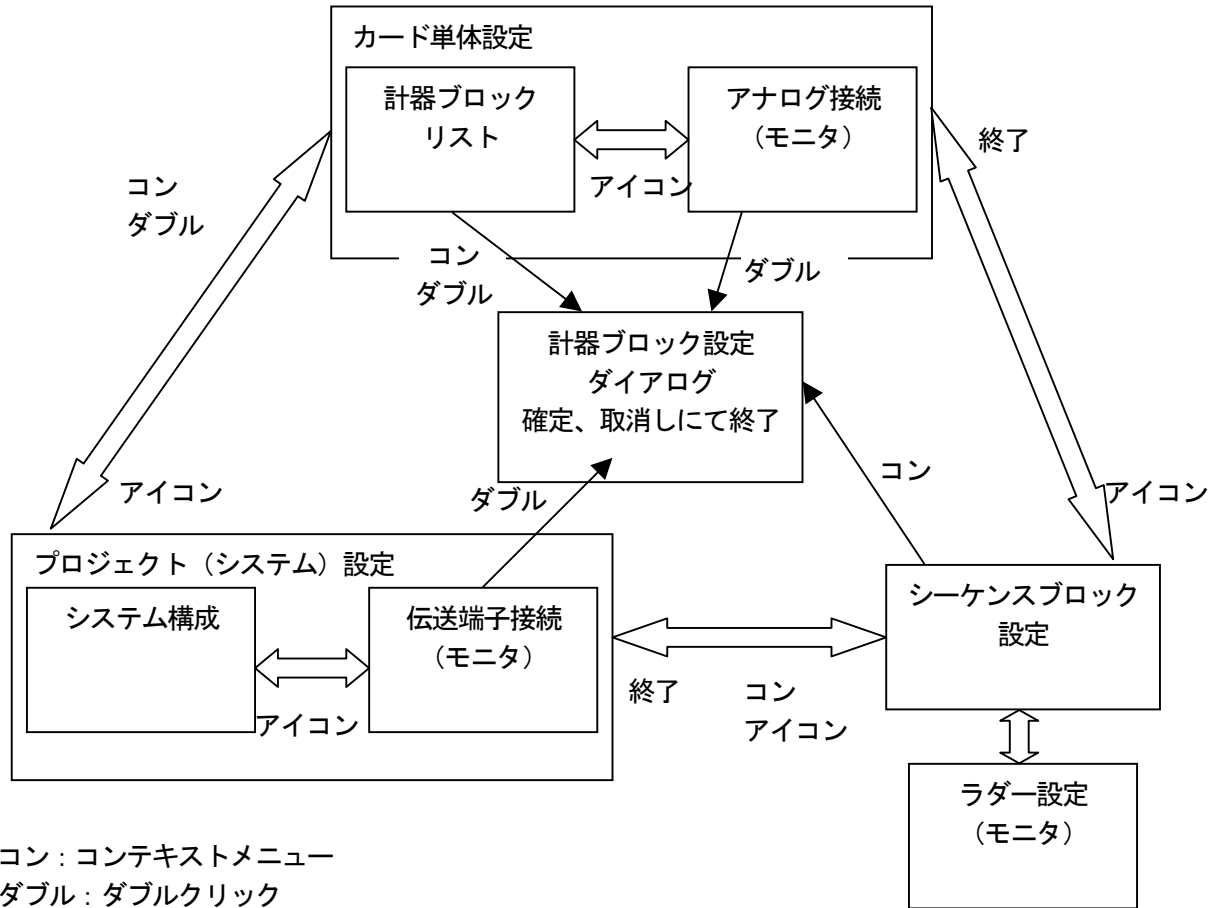 カード単体設定
計器ブロック
リスト
アナログ接続
（モニタ）
アイコン
終了
コン
ダブル
コン
ダブル
ダブル
計器ブロック設定
ダイアログ
確定、取消しにて終了
コン
アイコン
ダブル
アイコン
プロジェクト（システム）設定
システム構成
伝送端子接続
（モニタ）
アイコン
シーケンスブロック
設定
終了
コン
アイコン
ラダー設定
（モニタ）
コン：コンテキストメニュー
ダブル：ダブルクリック